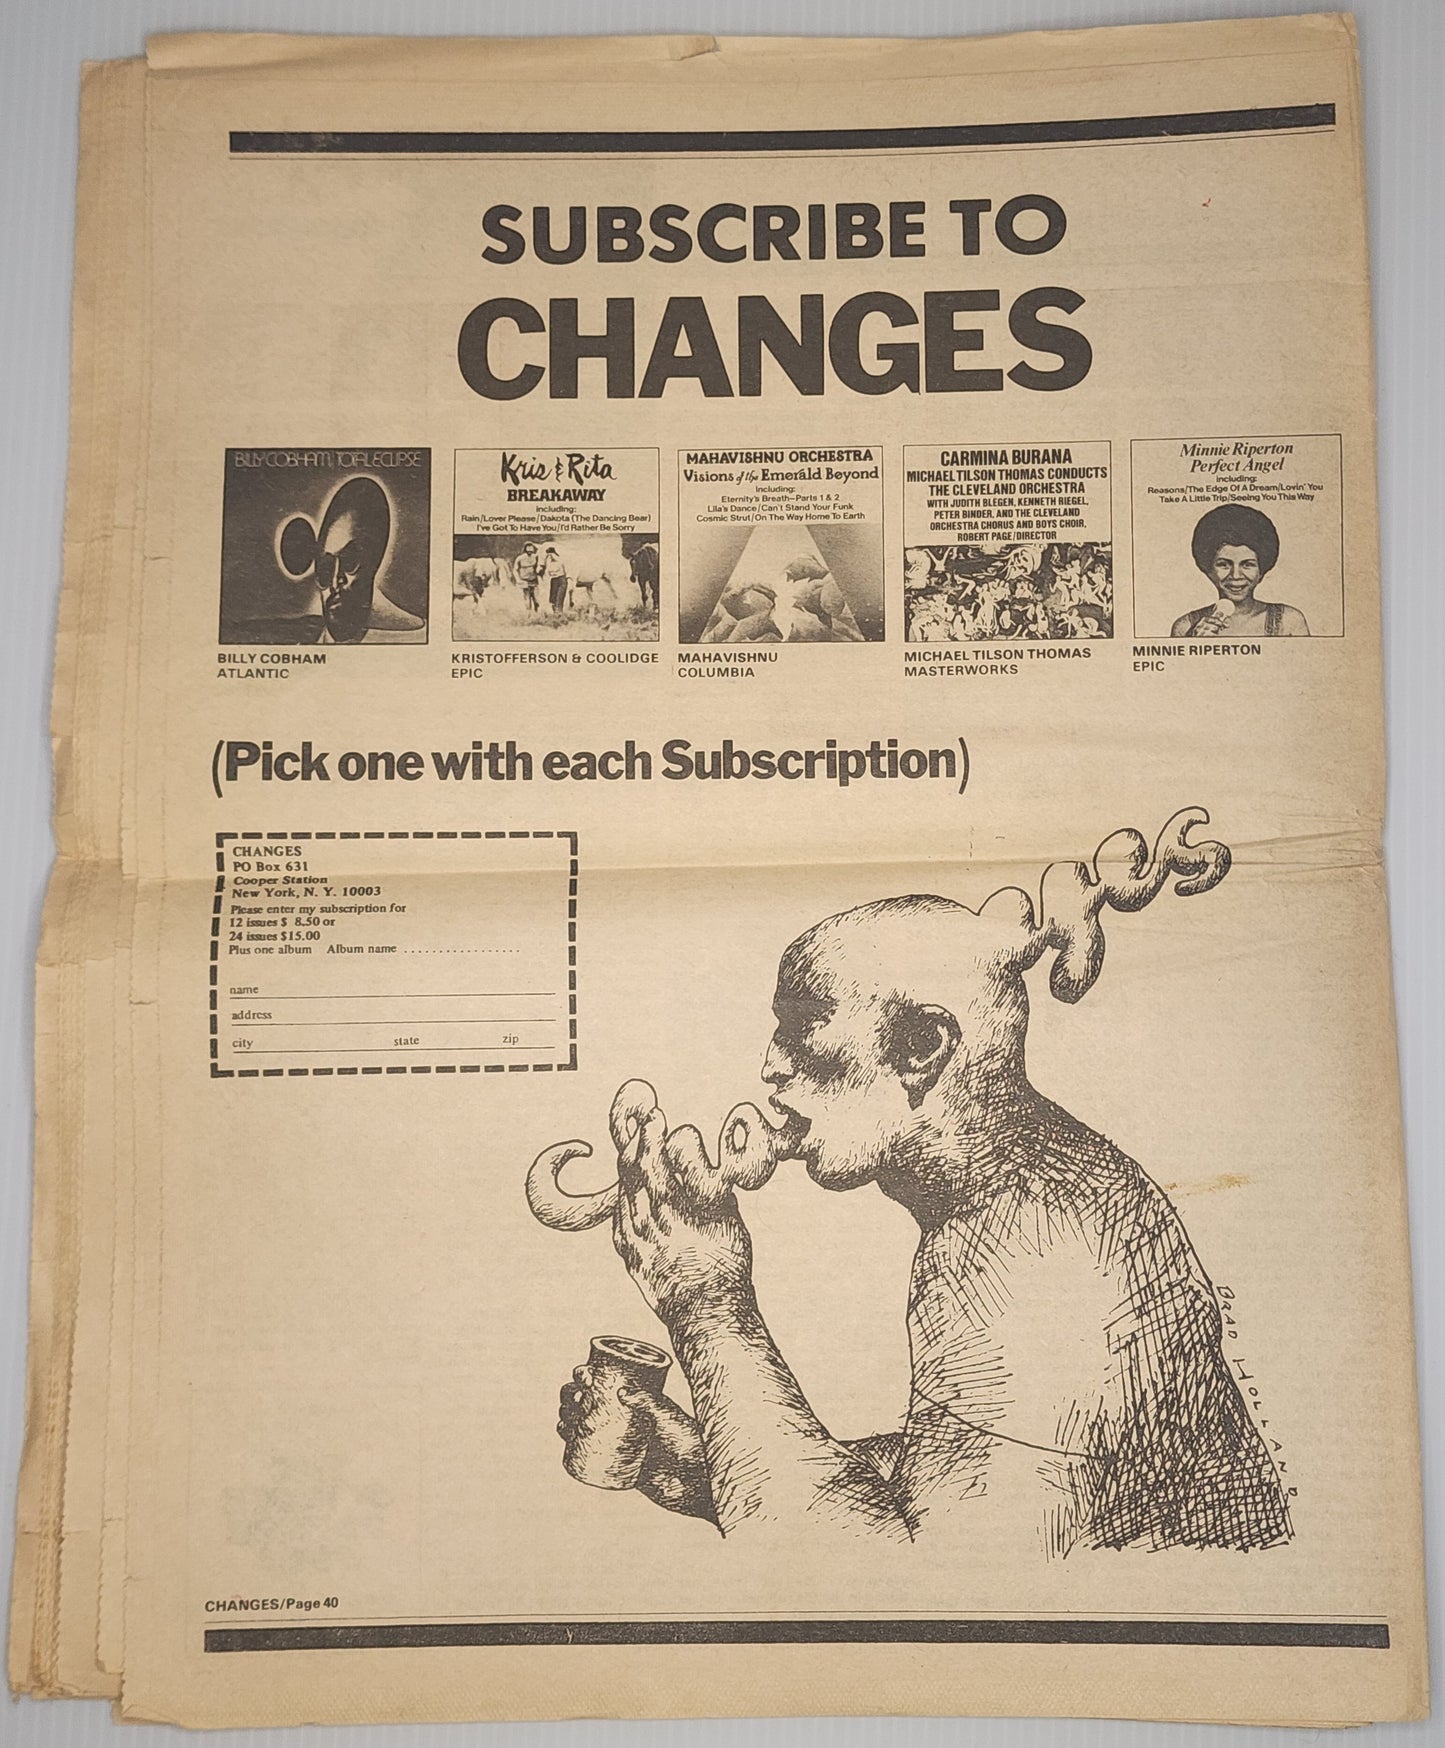 SUBSCRIBE TO
CHANGES
BILLY COBHAM, TOTAL ECLIPSE
BILLY COBHAM
ATLANTIC
Kris & Rita
BREAKAWAY
including:
Rain/Lover Please/Dakota (The Dancing Bear)
I've Got To Have You/I'd Rather Be Sorry
KRISTOFFERSON & COOLIDGE
EPIC
MAHAVISHNU ORCHESTRA
Visions of the Emerald Beyond
including:
Eternity's Breath–Parts 1 & 2
Lila's Dance/Can't Stand Your Funk
Cosmic Strut/On The Way Home To Earth
MAHAVISHNU
COLUMBIA
CARMINA BURANA
MICHAEL TILSON THOMAS CONDUCTS
THE CLEVELAND ORCHESTRA
WITH JUDITH BLEGEN, KENNETH RIEGEL,
PETER BINDER, AND THE CLEVELAND
ORCHESTRA CHORUS AND BOYS CHOIR,
ROBERT PAGE/DIRECTOR
MICHAEL TILSON THOMAS
MASTERWORKS
Minnie Riperton
Perfect Angel
including:
Reasons/The Edge Of A Dream/Lovin' You
Take A Little Trip/Seeing You This Way
MINNIE RIPERTON
EPIC
(Pick one with each Subscription)
CHANGES
PO Box 631
Cooper Station
New York, N. Y. 10003
Please enter my subscription for
12 issues $ 8.50 or
24 issues $15.00
Plus one album Album name ..................
name
address
city state zip
BRAD HOLLAND
CHANGES/Page 40